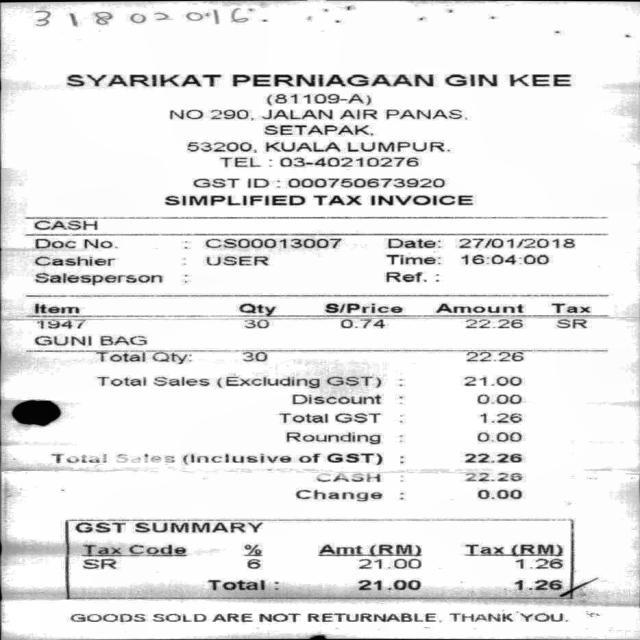 31802016.
SYARIKAT PERNIAGAAN GIN KEE
(81109-A)
NO 290, JALAN AIR PANAS,
SETAPAK,
53200, KUALA LUMPUR.
TEL : 03-40210276
GST ID : 000750673920
SIMPLIFIED TAX INVOICE
CASH
Doc No. : CS00013007 Date: 27/01/2018
Cashier : USER Time: 16:04:00
Salesperson : Ref. :
Item Qty S/Price Amount Tax
1947 30 0.74 22.26 SR
GUNI BAG
Total Qty: 30 22.26
Total Sales (Excluding GST) : 21.00
Discount : 0.00
Total GST : 1.26
Rounding : 0.00
Total Sales (Inclusive of GST) : 22.26
CASH : 22.26
Change : 0.00
GST SUMMARY
Tax Code % Amt (RM) Tax (RM)
SR 6 21.00 1.26
Total : 21.00 1.26
GOODS SOLD ARE NOT RETURNABLE, THANK YOU.